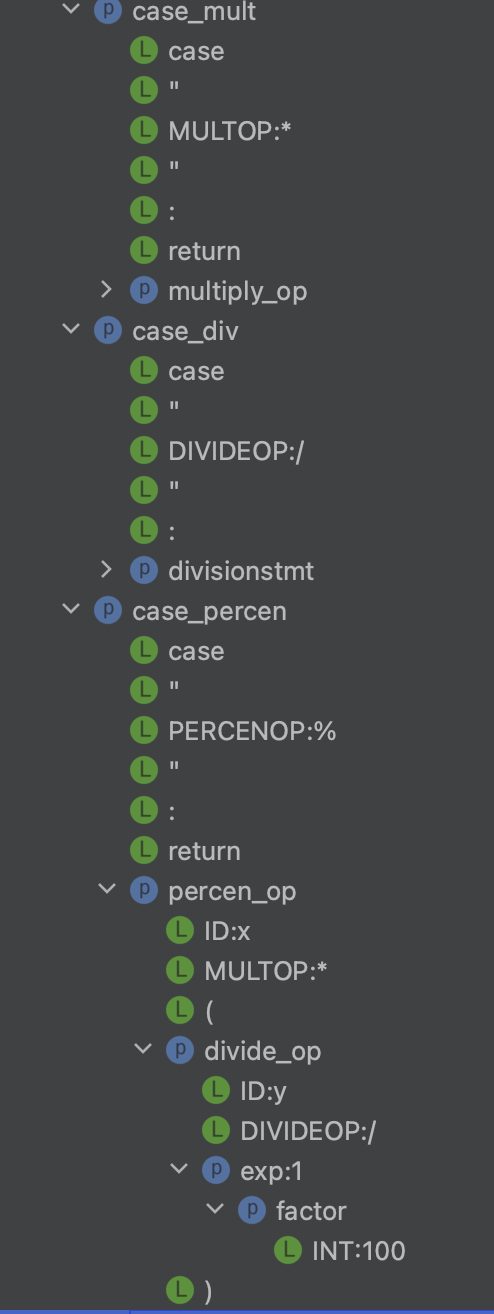 p case_mult
L case
L "
L MULTOP:*
L "
L :
L return
p multiply_op
p case_div
L case
L "
L DIVIDEOP:/
L "
L :
p divisionstmt
p case_percen
L case
L "
L PERCENOP:%
L "
L :
L return
p percen_op
L ID:x
L MULTOP:*
L (
p divide_op
L ID:y
L DIVIDEOP:/
p exp:1
p factor
L INT:100
L )